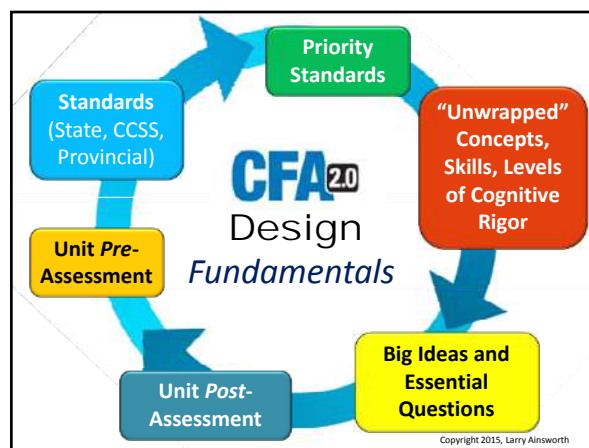 Priority
Standards
Standards
(State, CCSS,
Provincial)
“Unwrapped”
Concepts,
Skills, Levels
of Cognitive
Rigor
CFA 2.0
Design
Fundamentals
Unit Pre-
Assessment
Big Ideas and
Essential
Questions
Unit Post-
Assessment
Copyright 2015, Larry Ainsworth